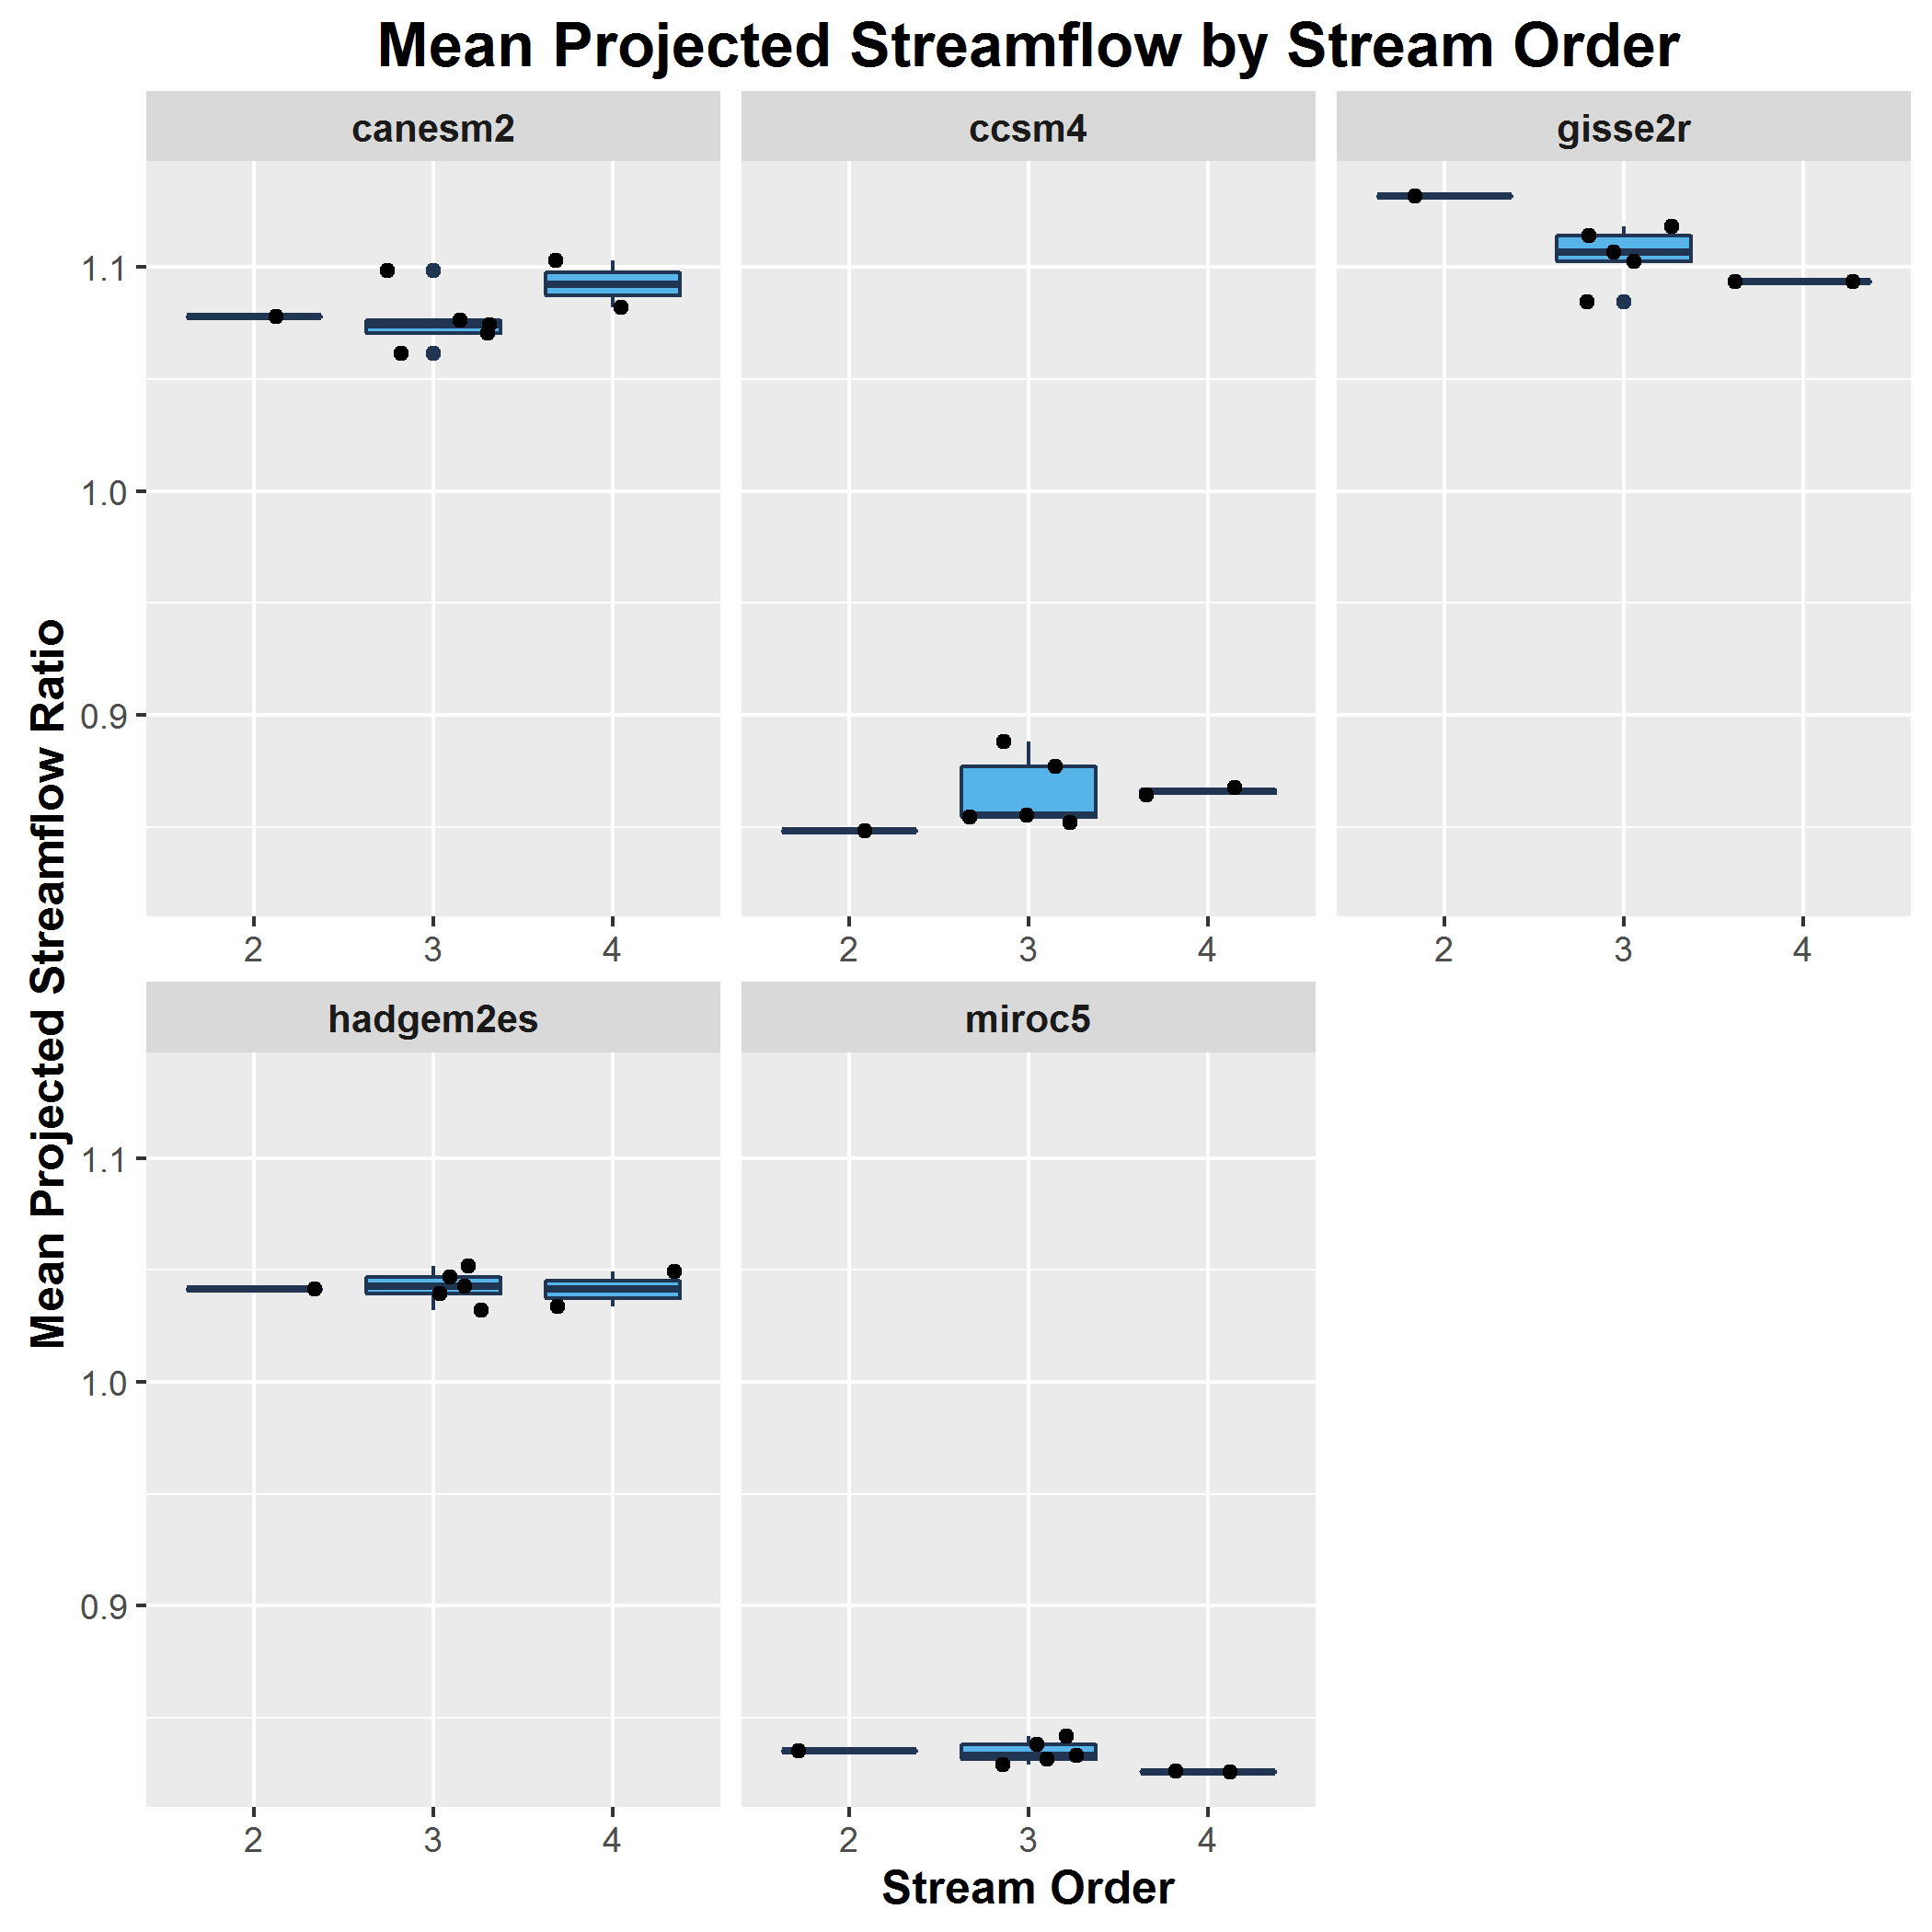 Mean Projected Streamflow by Stream Order
canesm2 ccsm4 gisse2r
1.1
1.0
0.9
2 3 4 2 3 4 2 3 4
Mean Projected Streamflow Ratio
hadgem2es miroc5
1.1
1.0
0.9
2 3 4 2 3 4
Stream Order